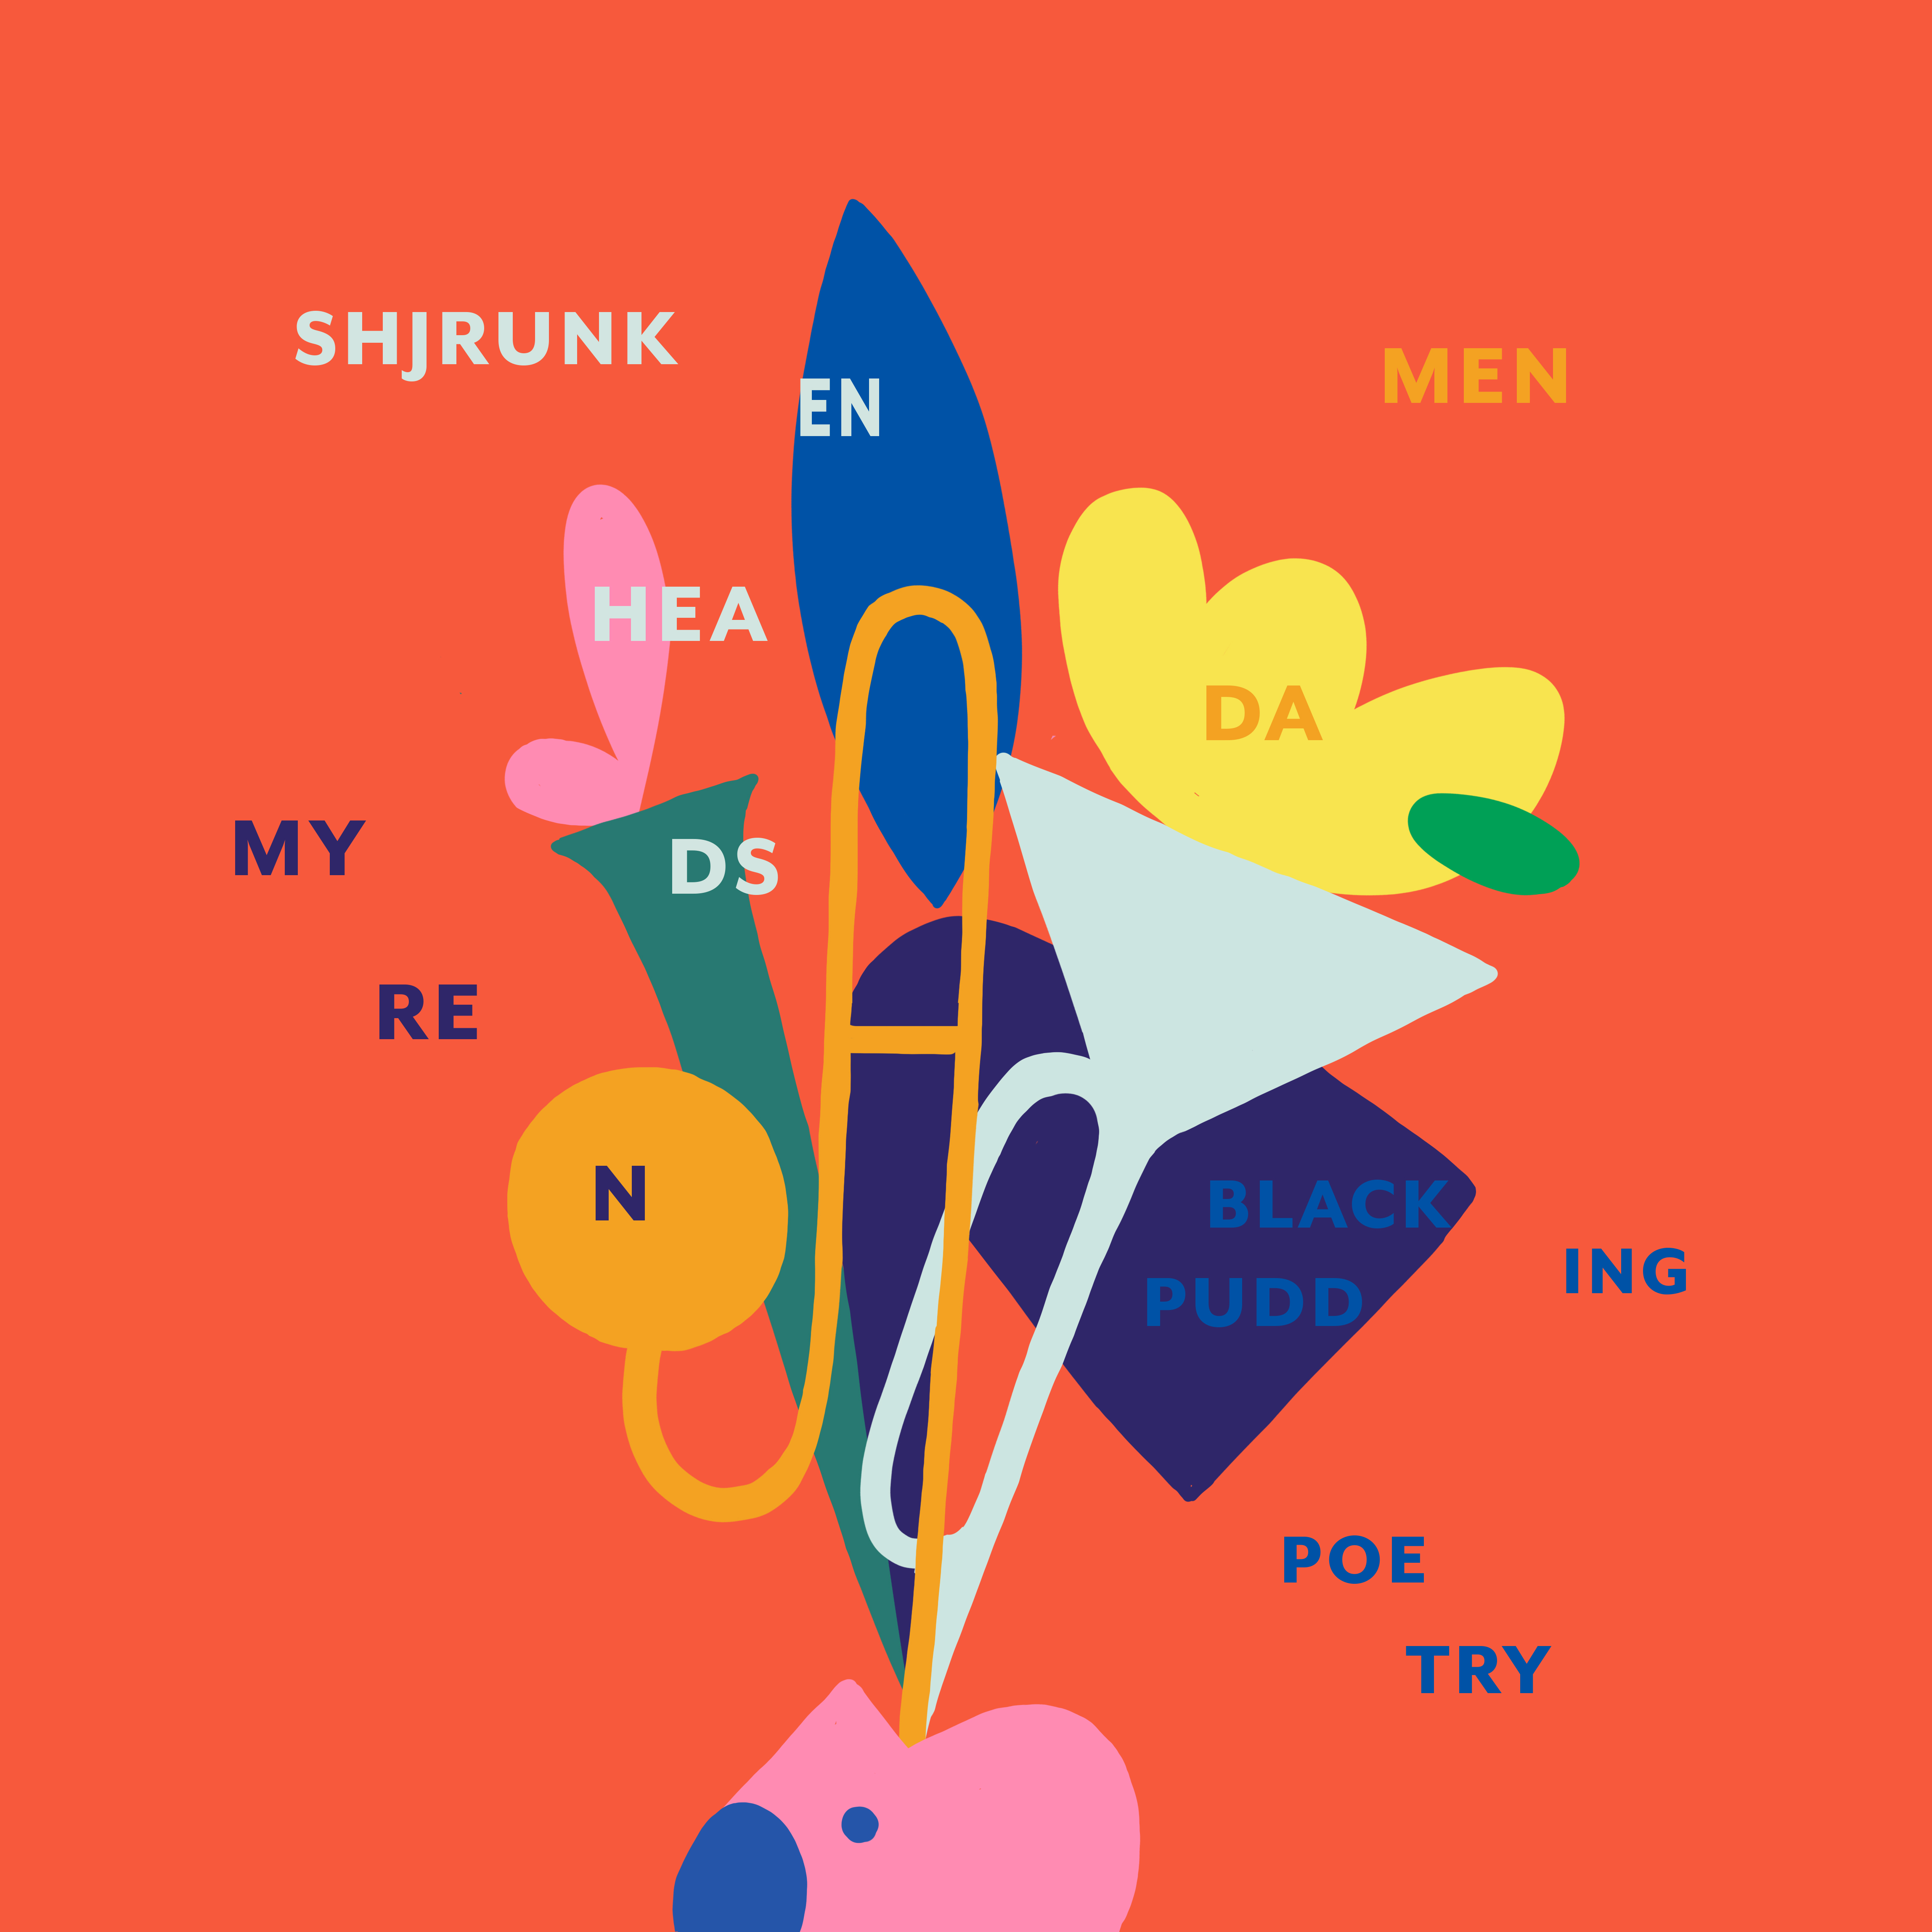 SHJRUNK
EN
HEA
DS
MEN
DA
MY
RE
N
BLACK
PUDD
ING
POE
TRY